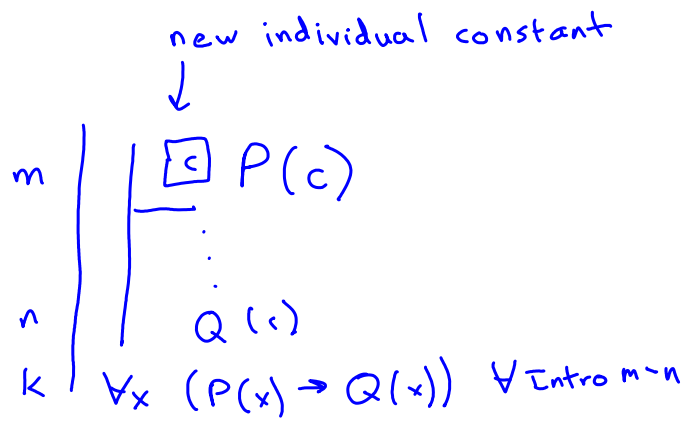 new individual constant
m c P(c)
n Q(c)
k ∀x (P(x) → Q(x)) ∀ Intro m-n